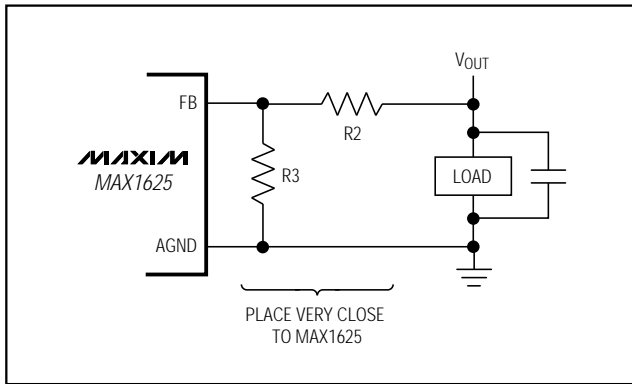 VOUT
FB
R2
MAXIM
MAX1625
R3
LOAD
AGND
PLACE VERY CLOSE
TO MAX1625